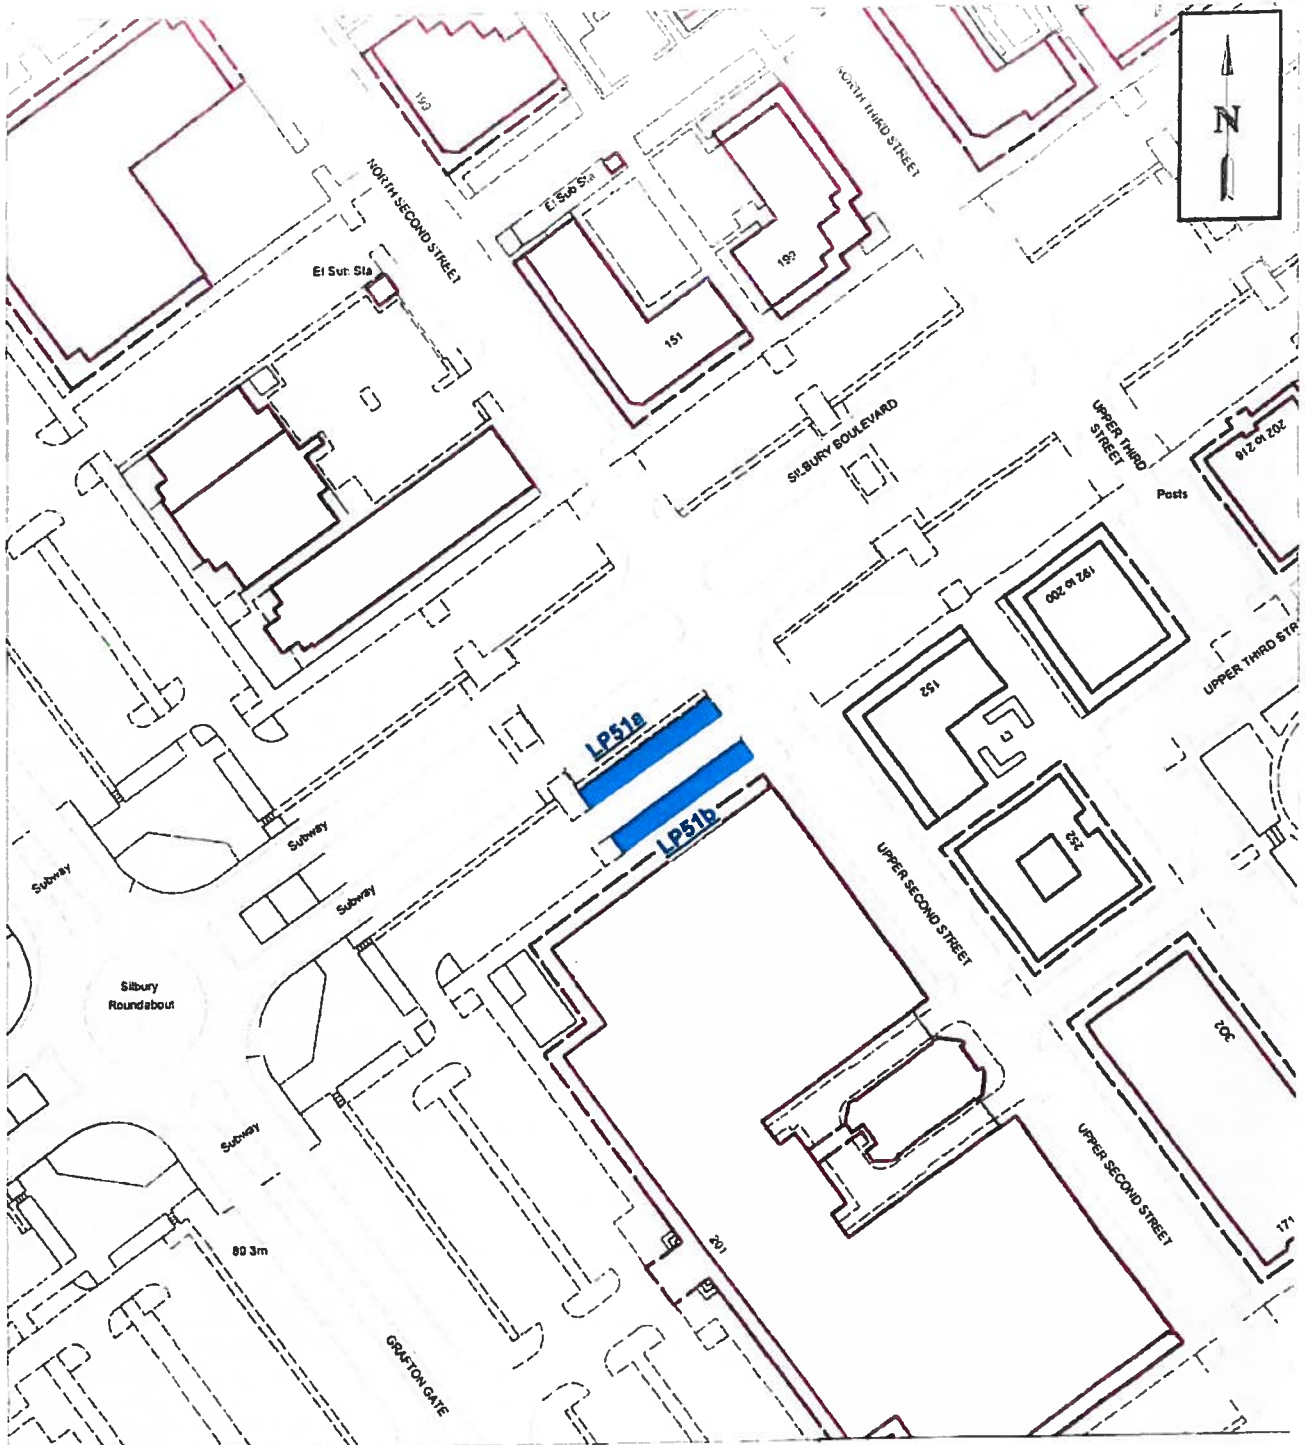 N
NORTH THIRD STREET
El Sub Sta
NORTH SECOND STREET
El Sub Sta
151
SILBURY BOULEVARD
UPPER THIRD
STREET
202 to 216
Posts
192 to 200
UPPER THIRD STR
152
LP51a
LP51b
Subway
Subway
Subway
252
UPPER SECOND STREET
Silbury
Roundabout
302
Subway
UPPER SECOND STREET
171
201
89 3m
GRAFTON GATE